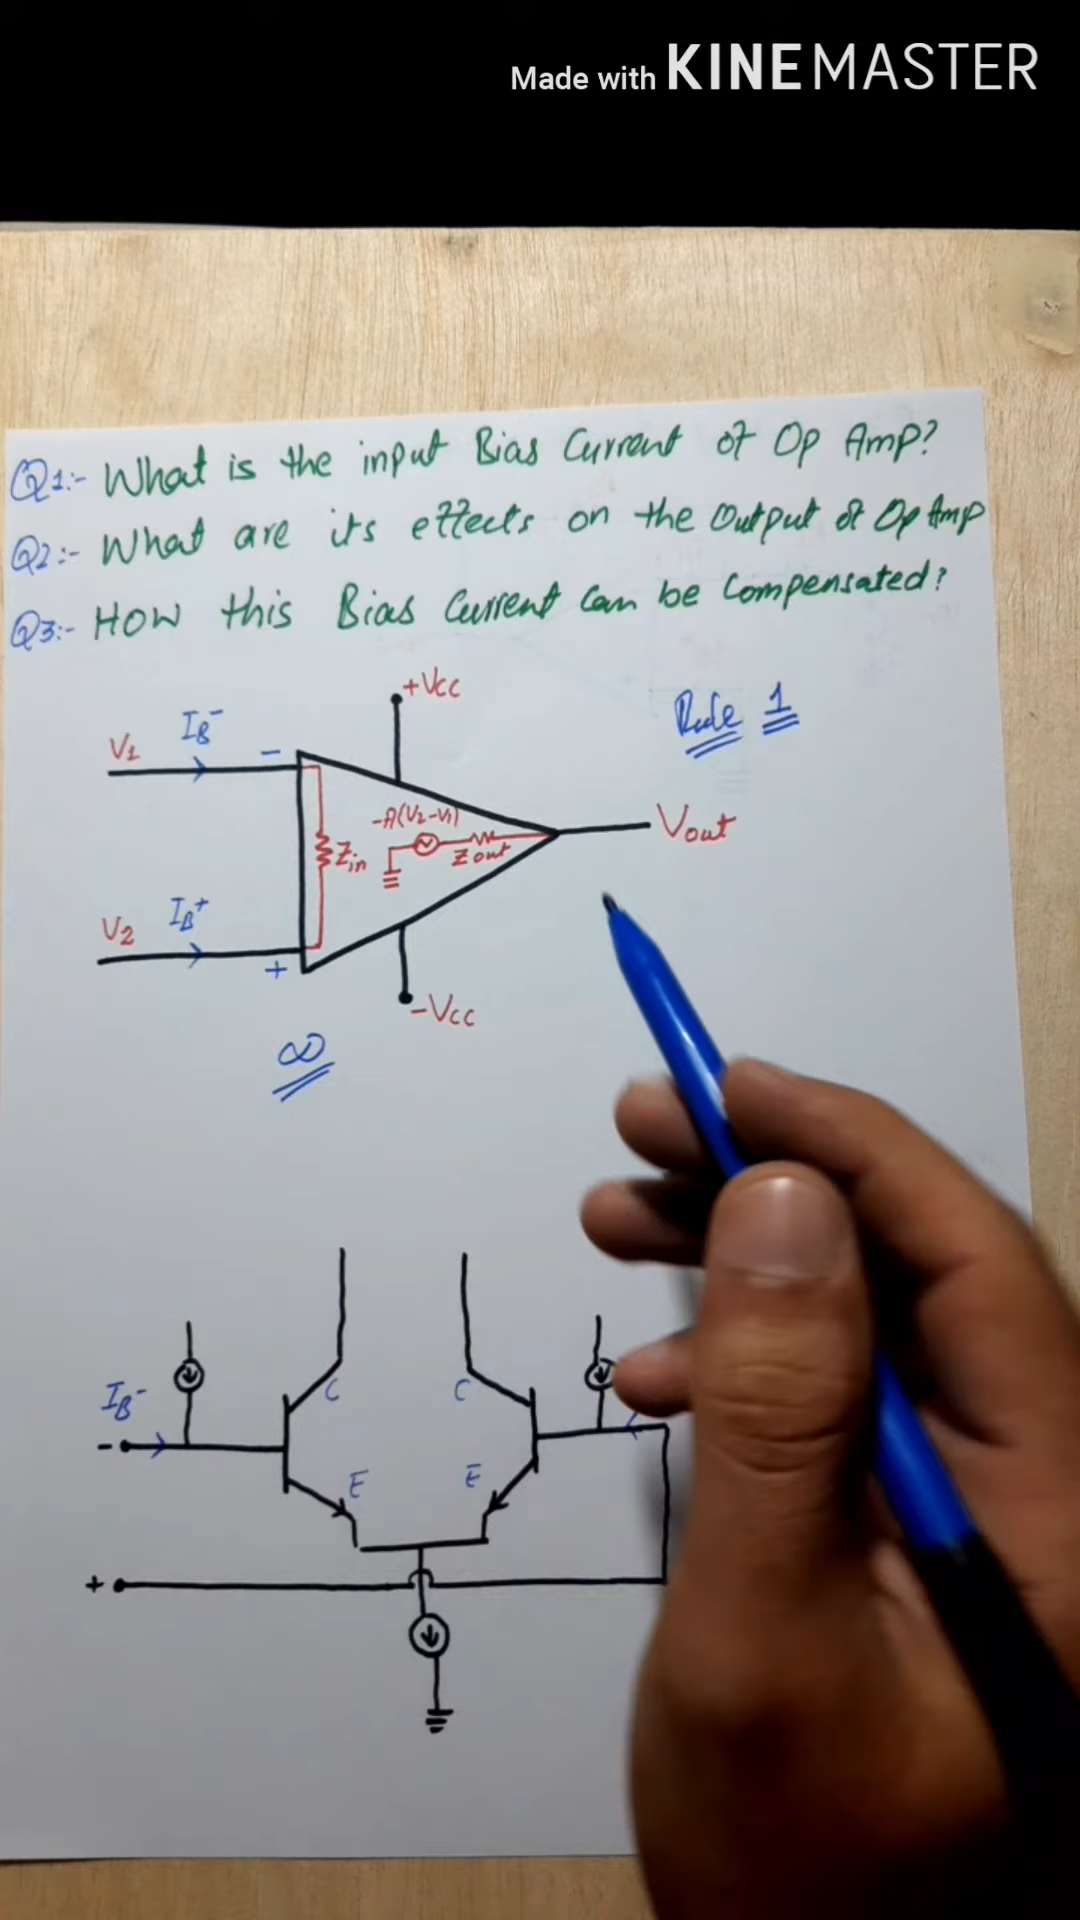 Made with KINEMASTER
Q1:- What is the input Bias Current of Op Amp?
Q2:- What are its effects on the Output of Op Amp
Q3:- How this Bias Current Can be Compensated?
+Vcc
Rule 1
IB-
V1
-
-A(V2-V1)
Vout
Zin
Zout
IB+
V2
+
-Vcc
∞
C
C
IB-
-
E
E
+